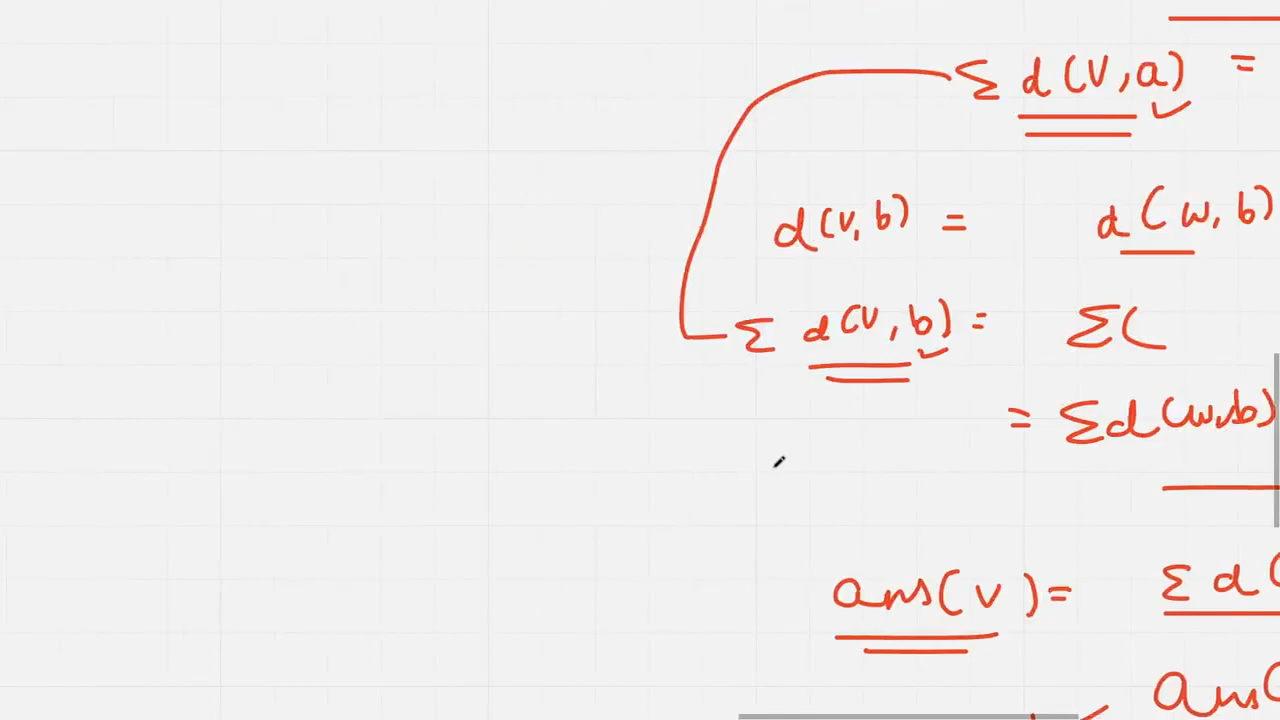 Σ d(v,a) =
d(v,b) = d(w,b)
Σ d(v,b) = Σ(
= Σd(w,b)
ans(v) = Σ d(
ans(